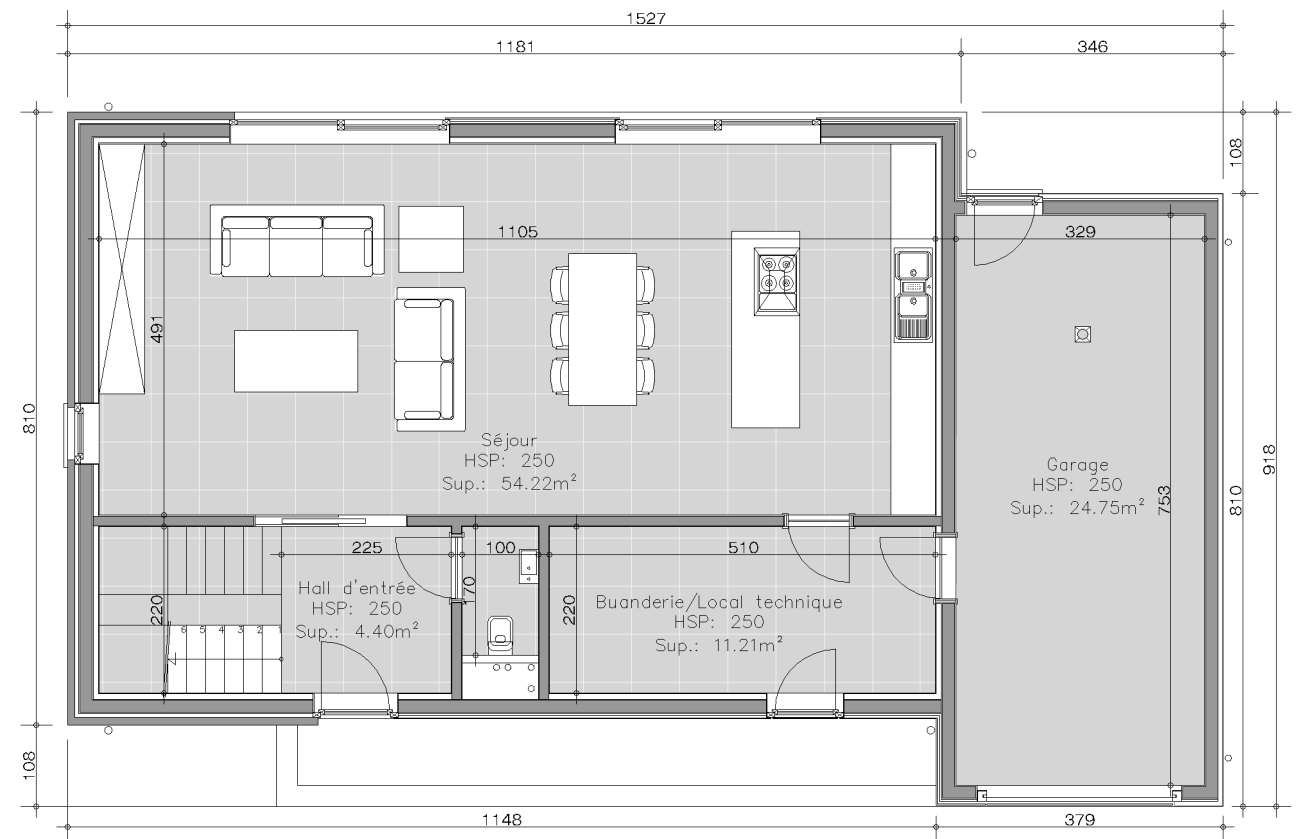 1527
1181
346
108
1105
329
491
810
Séjour
HSP: 250
Sup.: 54.22m²
Garage
HSP: 250
Sup.: 24.75m²
753
918
810
225
100
510
Hall d'entrée
HSP: 250
Sup.: 4.40m²
220
170
220
Buanderie/Local technique
HSP: 250
Sup.: 11.21m²
6 5 4 3 2 1
108
1148
379